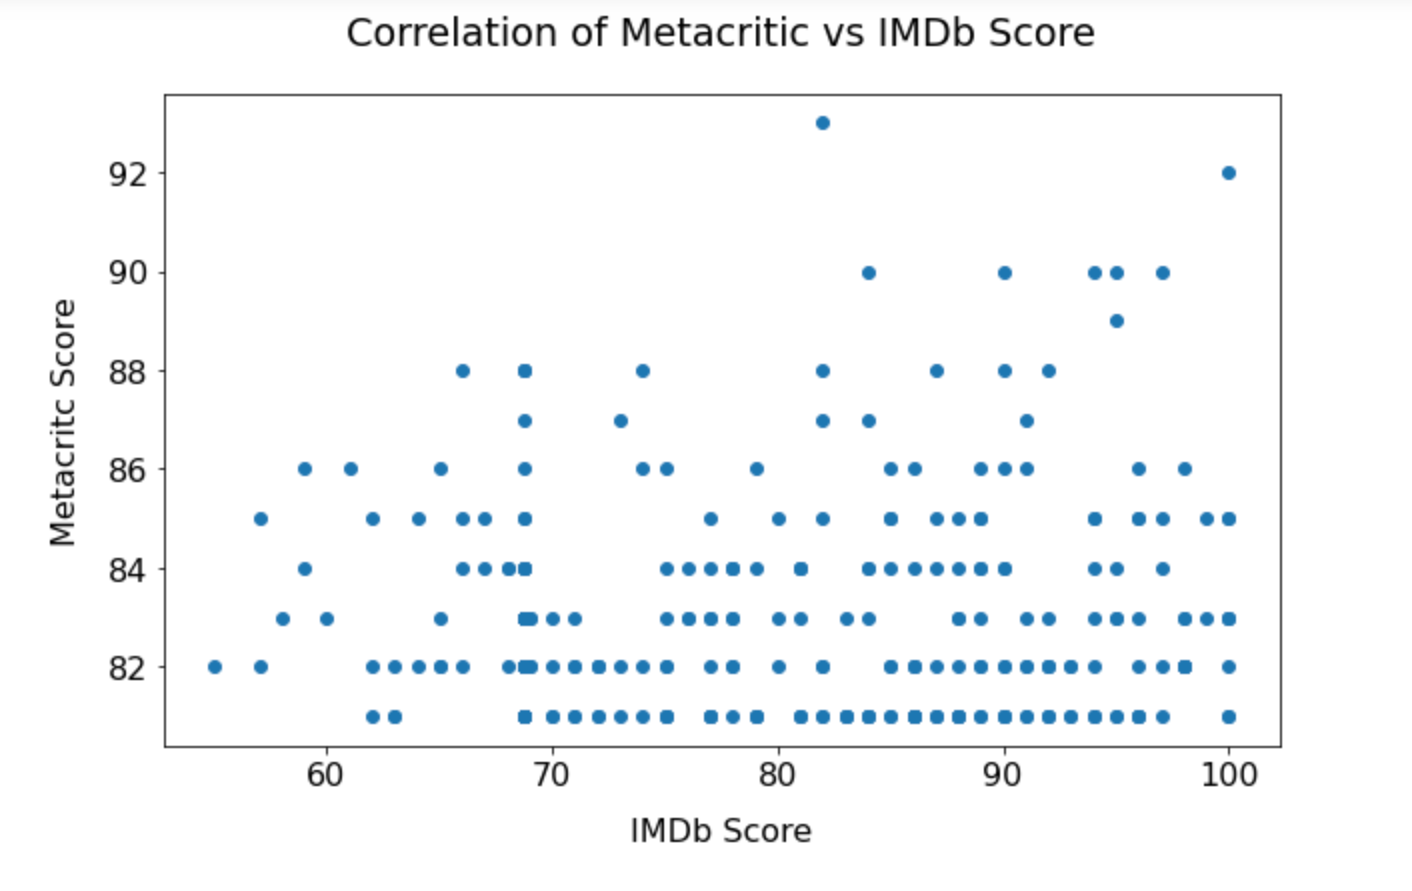 Correlation of Metacritic vs IMDb Score
92
90
88
86
84
82
Metacritc Score
60 70 80 90 100
IMDb Score